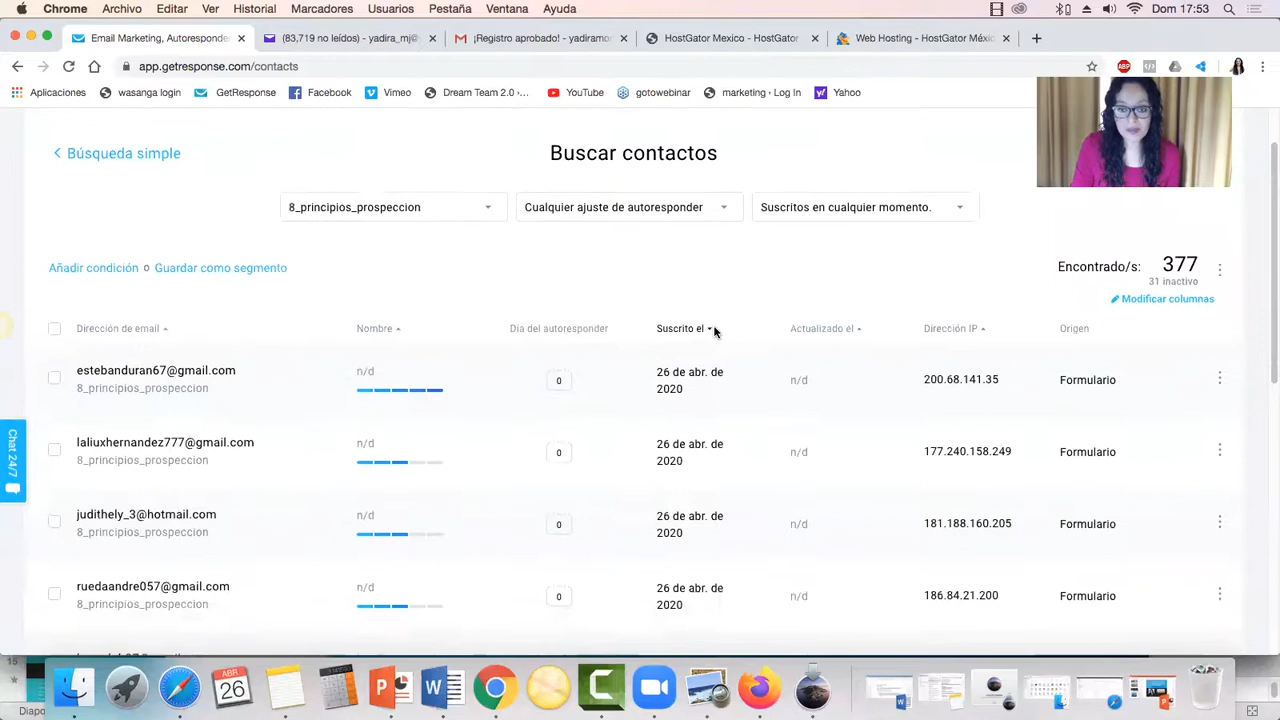 Chrome Archivo Editar Ver Historial Marcadores Usuarios Pestaña Ventana Ayuda Dom 17:53
Email Marketing, Autoresponde (83,719 no leídos) - yadira_mj@ ¡Registro aprobado! - yadiramo HostGator Mexico - HostGator Web Hosting - HostGator Méxi
app.getresponse.com/contacts ABP
Aplicaciones wasanga login GetResponse Facebook Vimeo Dream Team 2.0 -… YouTube gotowebinar marketing · Log In Yahoo
Búsqueda simple
Buscar contactos
8_principios_prospeccion Cualquier ajuste de autoresponder Suscritos en cualquier momento.
Añadir condición o Guardar como segmento
Encontrado/s: 377
31 inactivo
Modificar columnas
Dirección de email Nombre Día del autoresponder Suscrito el Actualizado el Dirección IP Origen
estebanduran67@gmail.com n/d 0 26 de abr. de n/d 200.68.141.35 Formulario
8_principios_prospeccion 2020
laliuxhernandez777@gmail.com n/d 0 26 de abr. de n/d 177.240.158.249 Formulario
8_principios_prospeccion 2020
judithely_3@hotmail.com n/d 0 26 de abr. de n/d 181.188.160.205 Formulario
8_principios_prospeccion 2020
ruedaandre057@gmail.com n/d 0 26 de abr. de n/d 186.84.21.200 Formulario
8_principios_prospeccion 2020
Chat 24/7
15
ABR
26
Diapo